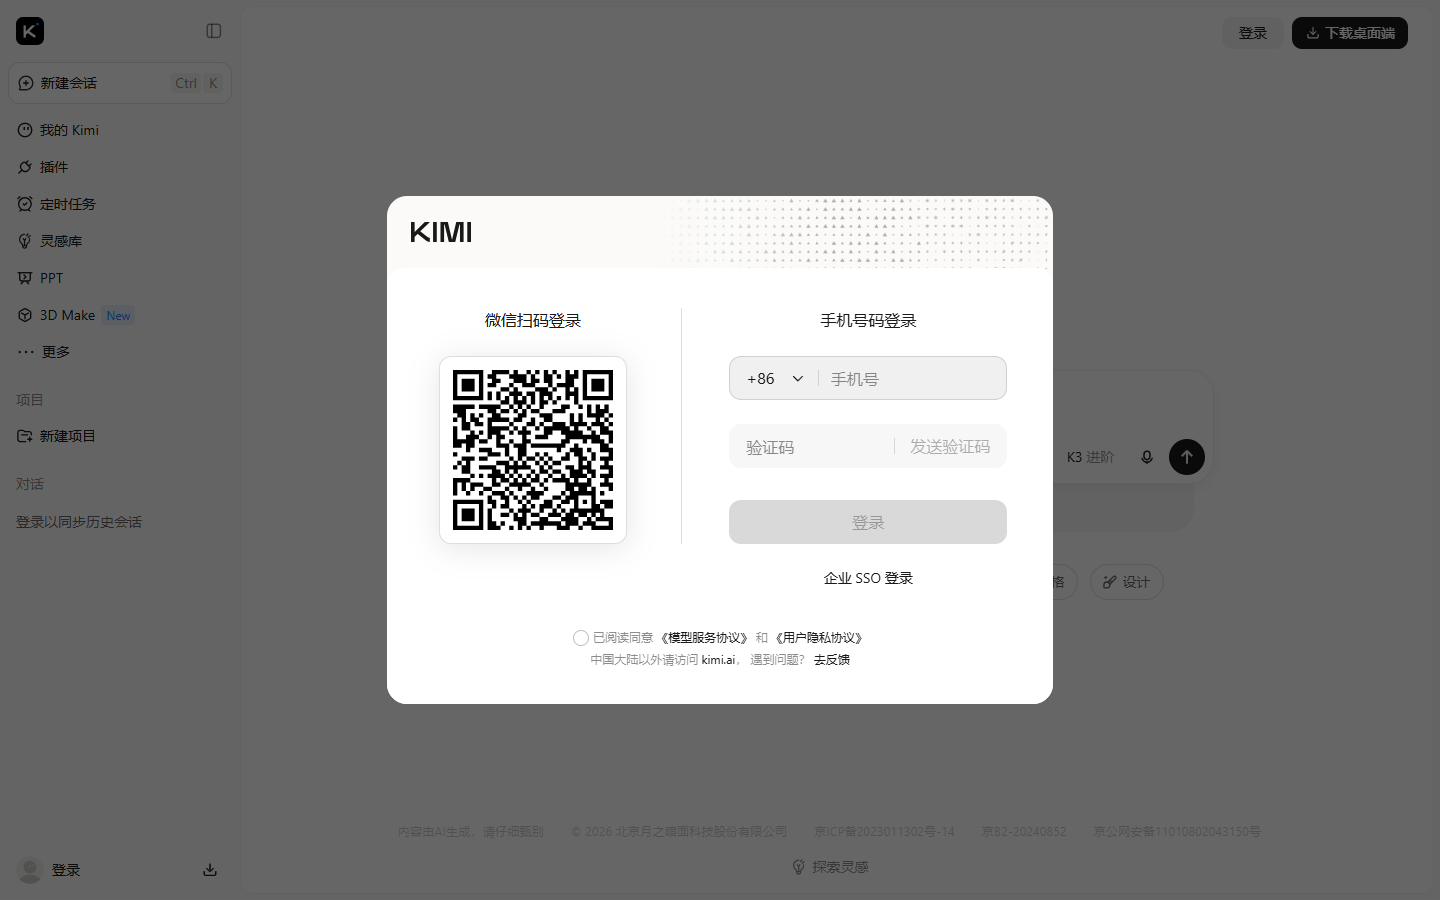 登录
下载桌面端
新建会话
Ctrl K
我的 Kimi
插件
定时任务
灵感库
PPT
3D Make New
更多
项目
新建项目
对话
登录以同步历史会话
登录
KIMI
微信扫码登录
手机号码登录
+86 手机号
验证码 发送验证码
登录
企业 SSO 登录
已阅读同意 《模型服务协议》 和 《用户隐私协议》
中国大陆以外请访问 kimi.ai， 遇到问题？ 去反馈
K3 进阶
格
设计
内容由AI生成，请仔细甄别 © 2026 北京月之暗面科技股份有限公司 京ICP备2023011302号-14 京B2-20240852 京公网安备11010802043150号
探索灵感